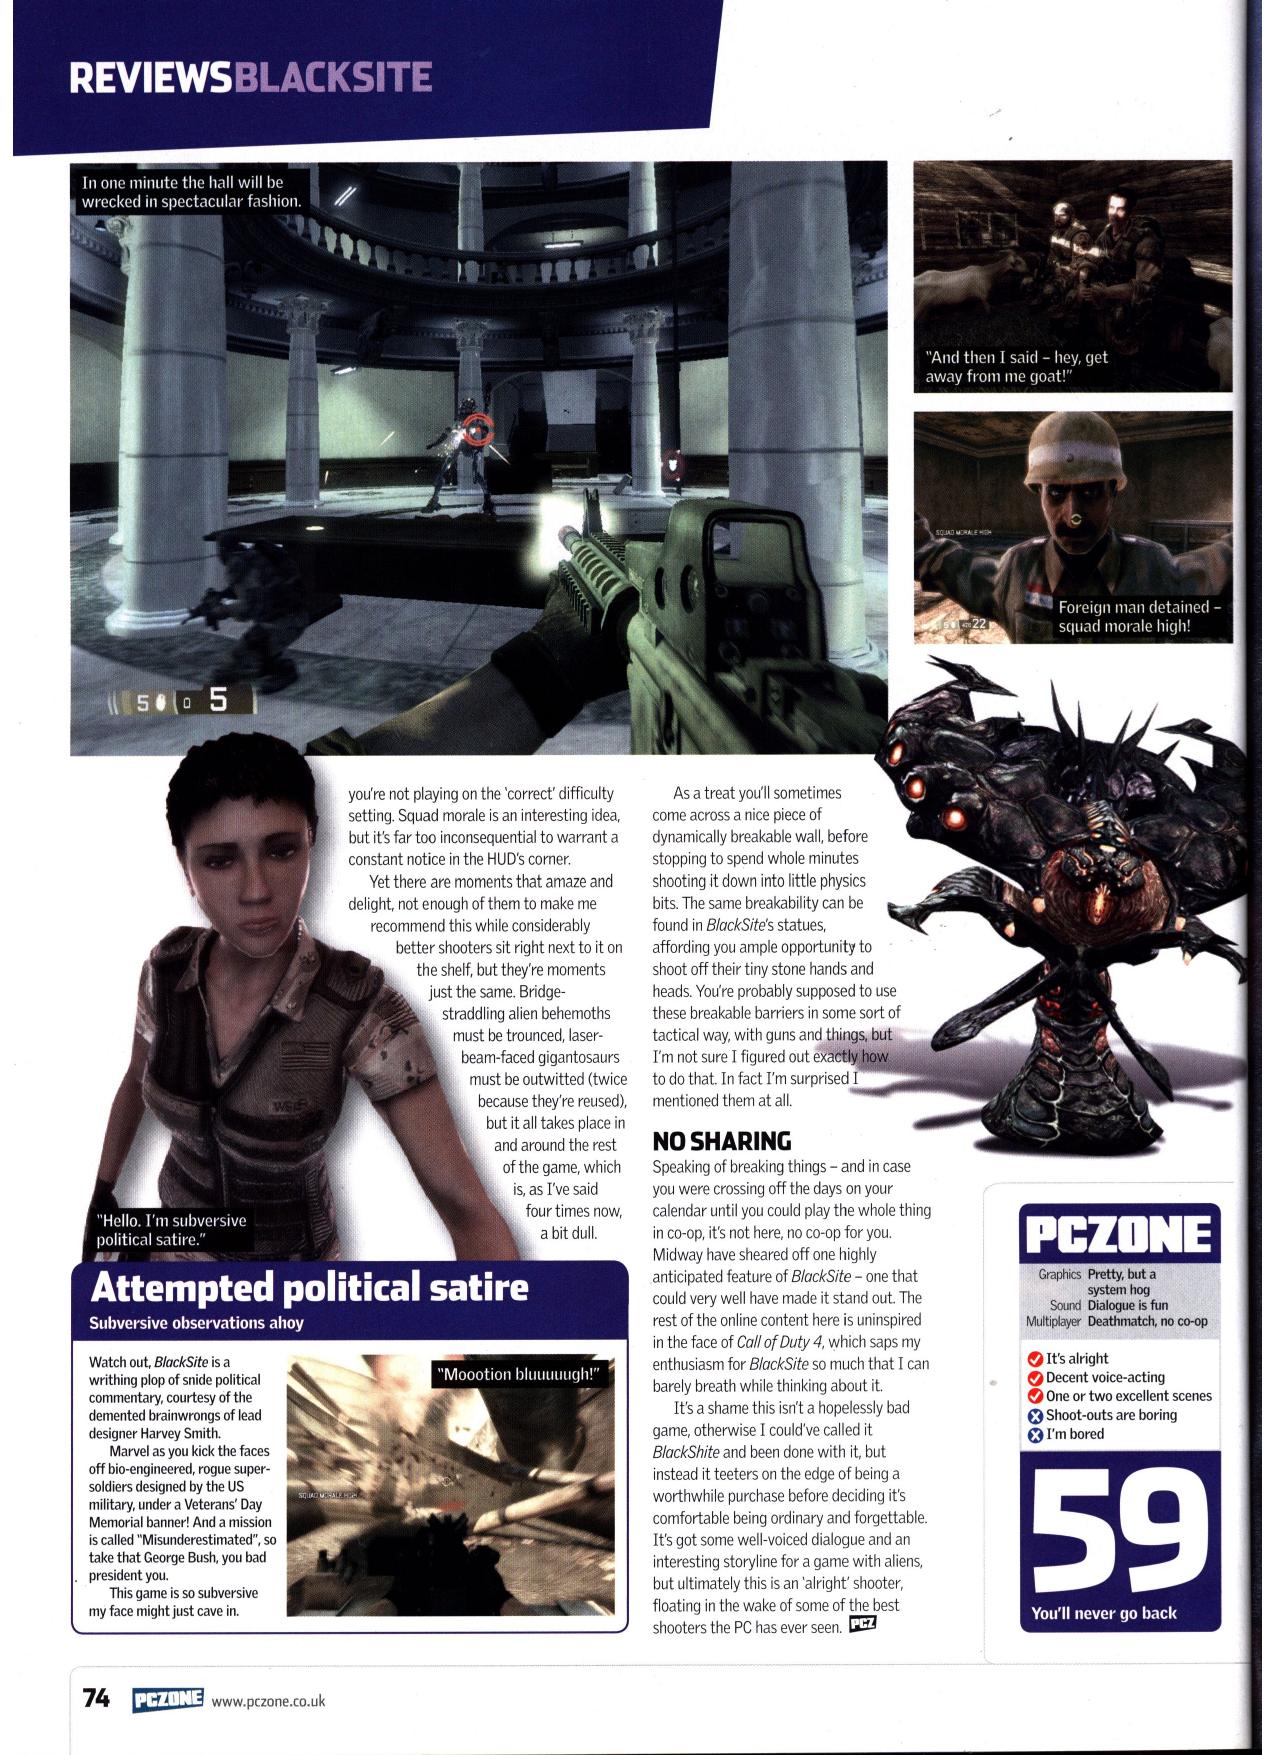 REVIEWSBLACKSITE
In one minute the hall will be
wrecked in spectacular fashion.
5 0 5
"And then I said – hey, get
away from me goat!"
SQUAD MORALE HIGH
22
Foreign man detained –
squad morale high!
"Hello. I'm subversive
political satire."
you're not playing on the 'correct' difficulty
setting. Squad morale is an interesting idea,
but it's far too inconsequential to warrant a
constant notice in the HUD's corner.
Yet there are moments that amaze and
delight, not enough of them to make me
recommend this while considerably
better shooters sit right next to it on
the shelf, but they're moments
just the same. Bridge-
straddling alien behemoths
must be trounced, laser-
beam-faced gigantosaurs
must be outwitted (twice
because they're reused),
but it all takes place in
and around the rest
of the game, which
is, as I've said
four times now,
a bit dull.
As a treat you'll sometimes
come across a nice piece of
dynamically breakable wall, before
stopping to spend whole minutes
shooting it down into little physics
bits. The same breakability can be
found in BlackSite's statues,
affording you ample opportunity to
shoot off their tiny stone hands and
heads. You're probably supposed to use
these breakable barriers in some sort of
tactical way, with guns and things, but
I'm not sure I figured out exactly how
to do that. In fact I'm surprised I
mentioned them at all.
NO SHARING
Speaking of breaking things – and in case
you were crossing off the days on your
calendar until you could play the whole thing
in co-op, it's not here, no co-op for you.
Midway have sheared off one highly
anticipated feature of BlackSite – one that
could very well have made it stand out. The
rest of the online content here is uninspired
in the face of Call of Duty 4, which saps my
enthusiasm for BlackSite so much that I can
barely breath while thinking about it.
It's a shame this isn't a hopelessly bad
game, otherwise I could've called it
BlackShite and been done with it, but
instead it teeters on the edge of being a
worthwhile purchase before deciding it's
comfortable being ordinary and forgettable.
It's got some well-voiced dialogue and an
interesting storyline for a game with aliens,
but ultimately this is an 'alright' shooter,
floating in the wake of some of the best
shooters the PC has ever seen. PCZ
Attempted political satire
Subversive observations ahoy
Watch out, BlackSite is a
writhing plop of snide political
commentary, courtesy of the
demented brainwrongs of lead
designer Harvey Smith.
Marvel as you kick the faces
off bio-engineered, rogue super-
soldiers designed by the US
military, under a Veterans' Day
Memorial banner! And a mission
is called "Misunderestimated", so
take that George Bush, you bad
president you.
This game is so subversive
my face might just cave in.
"Moootion bluuuuugh!"
SQUAD MORALE HIGH
PCZONE
Graphics Pretty, but a
system hog
Sound Dialogue is fun
Multiplayer Deathmatch, no co-op
It's alright
Decent voice-acting
One or two excellent scenes
Shoot-outs are boring
I'm bored
59
You'll never go back
74 PCZONE www.pczone.co.uk